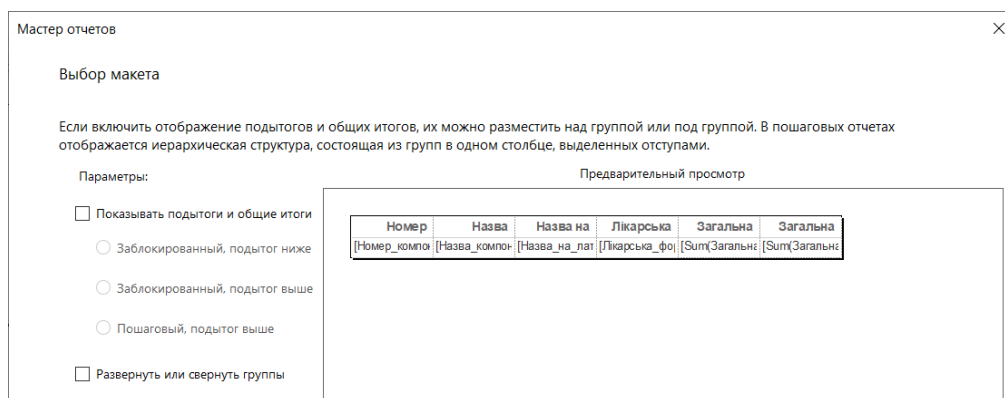 Мастер отчетов
Выбор макета
Если включить отображение подытогов и общих итогов, их можно разместить над группой или под группой. В пошаговых отчетах
отображается иерархическая структура, состоящая из групп в одном столбце, выделенных отступами.
Параметры:
Предварительный просмотр
Показывать подытоги и общие итоги
Заблокированный, подытог ниже
Заблокированный, подытог выше
Пошаговый, подытог выше
Развернуть или свернуть группы
Номер Назва Назва на Лікарська Загальна Загальна
[Номер_компон [Назва_компон [Назва_на_лат [Лікарська_фор [Sum(Загальна [Sum(Загальна